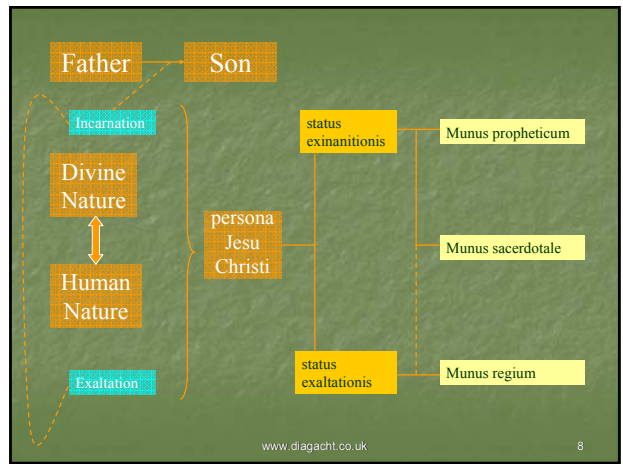 Father
Son
Incarnation
Divine
Nature
Human
Nature
Exaltation
persona
Jesu
Christi
status
exinanitionis
status
exaltationis
Munus propheticum
Munus sacerdotale
Munus regium
www.diagacht.co.uk
8